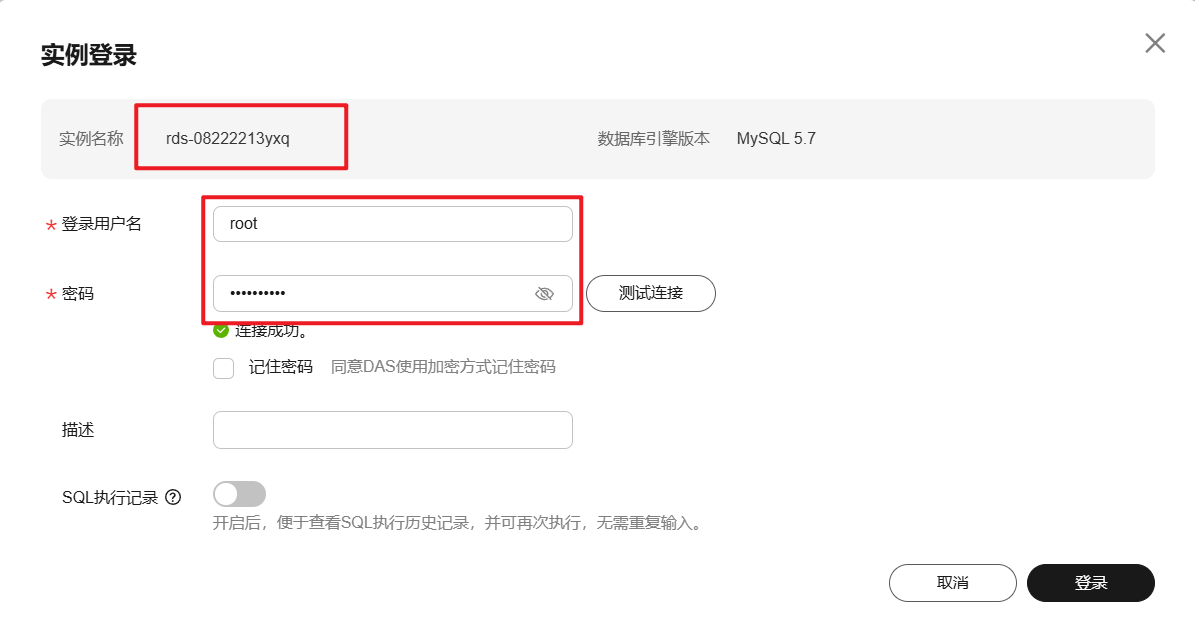 实例登录
实例名称 rds-08222213yxq 数据库引擎版本 MySQL 5.7
* 登录用户名 root
* 密码 •••••••••• 测试连接
连接成功。
记住密码 同意DAS使用加密方式记住密码
描述
SQL执行记录 ?
开启后，便于查看SQL执行历史记录，并可再次执行，无需重复输入。
取消 登录